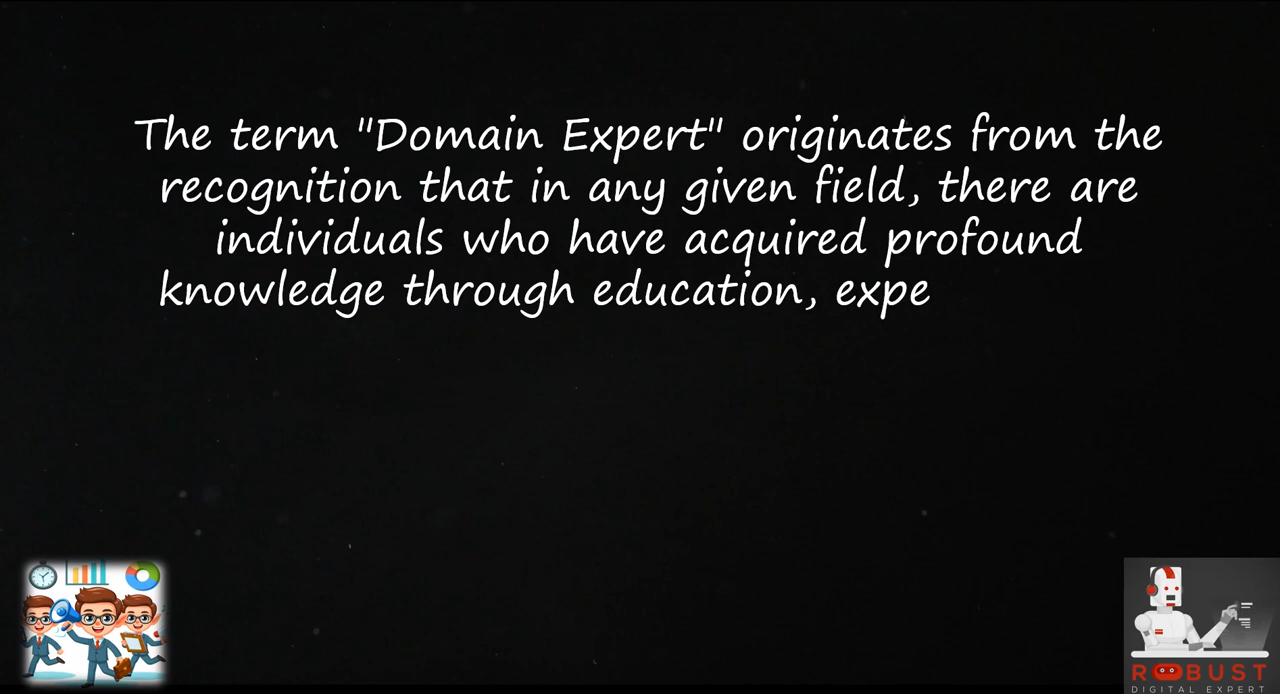 The term "Domain Expert" originates from the
recognition that in any given field, there are
individuals who have acquired profound
knowledge through education, expe
ROBUST
DIGITAL EXPERT